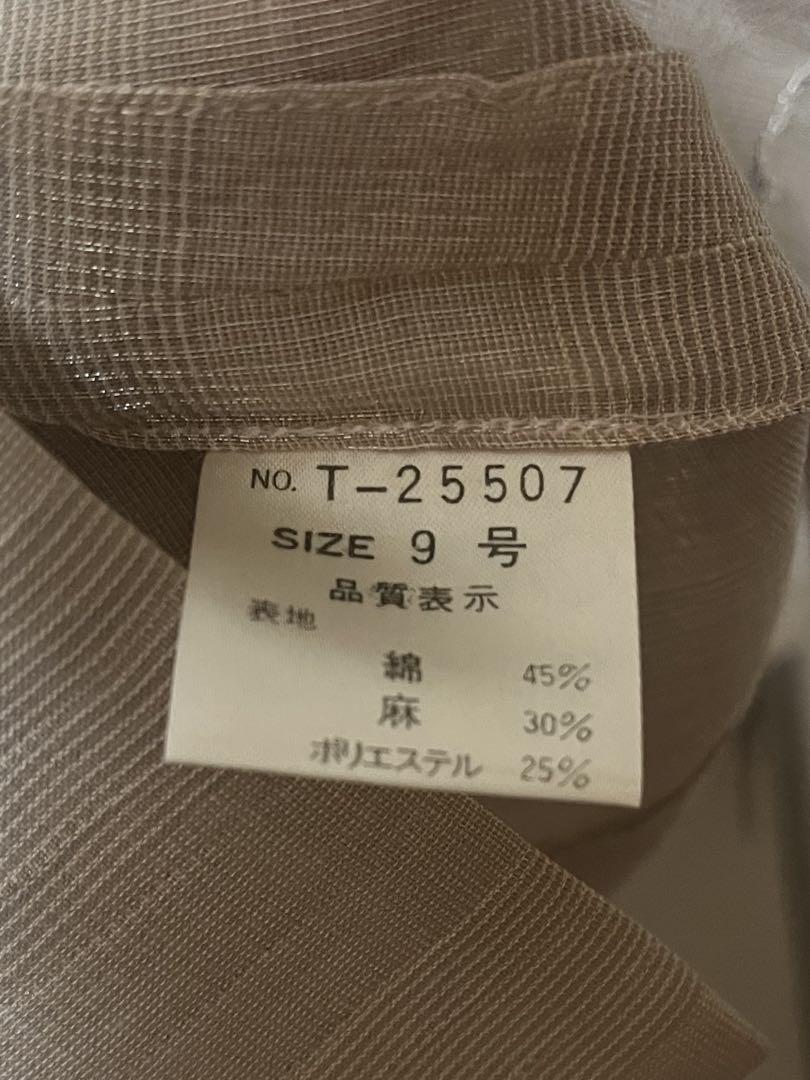 NO. T-25507
SIZE 9 号
品質表示
表地
綿 45%
麻 30%
ポリエステル 25%